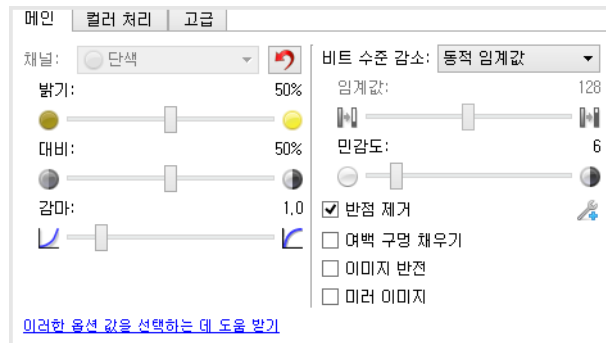 메인 컬러 처리 고급
채널: 단색
밝기: 50%
대비: 50%
감마: 1.0
이러한 옵션 값을 선택하는 데 도움 받기
비트 수준 감소: 동적 임계값
임계값: 128
민감도: 6
반점 제거
여백 구멍 채우기
이미지 반전
미러 이미지